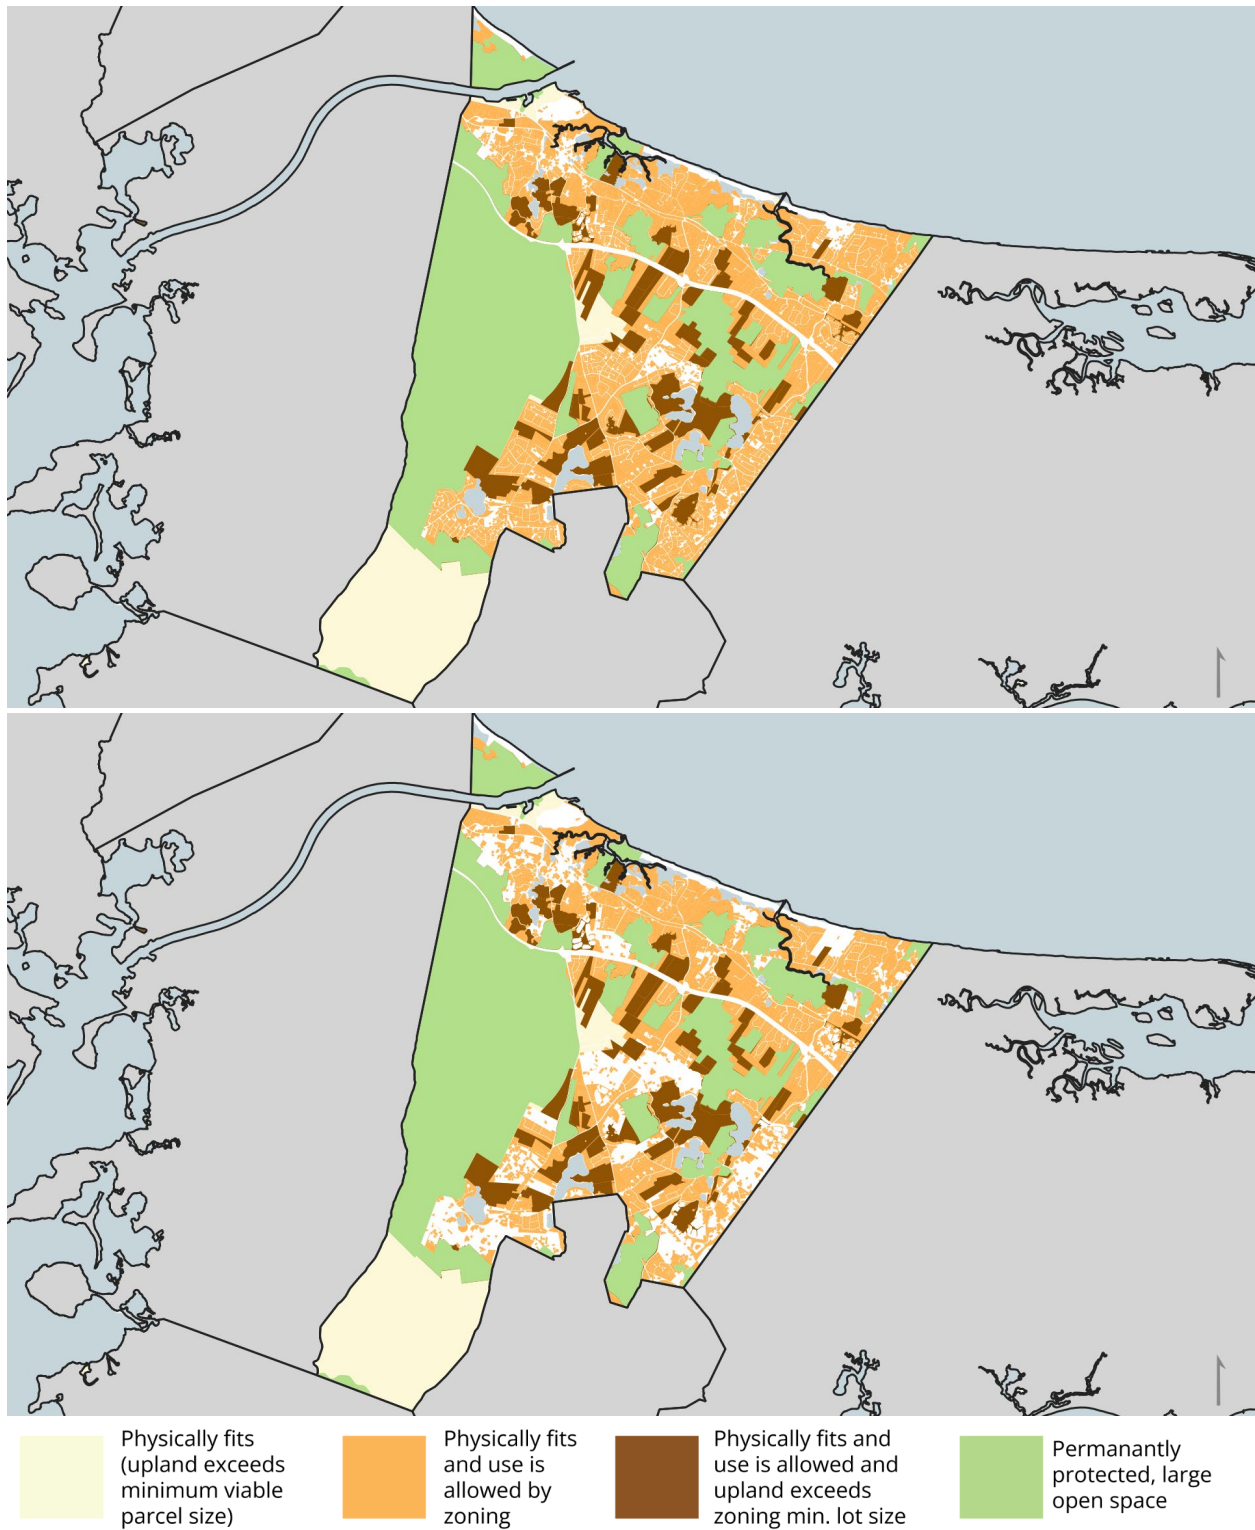 Physically fits
(upland exceeds
minimum viable
parcel size)
Physically fits
and use is
allowed by
zoning
Physically fits and
use is allowed and
upland exceeds
zoning min. lot size
Permanantly
protected, large
open space